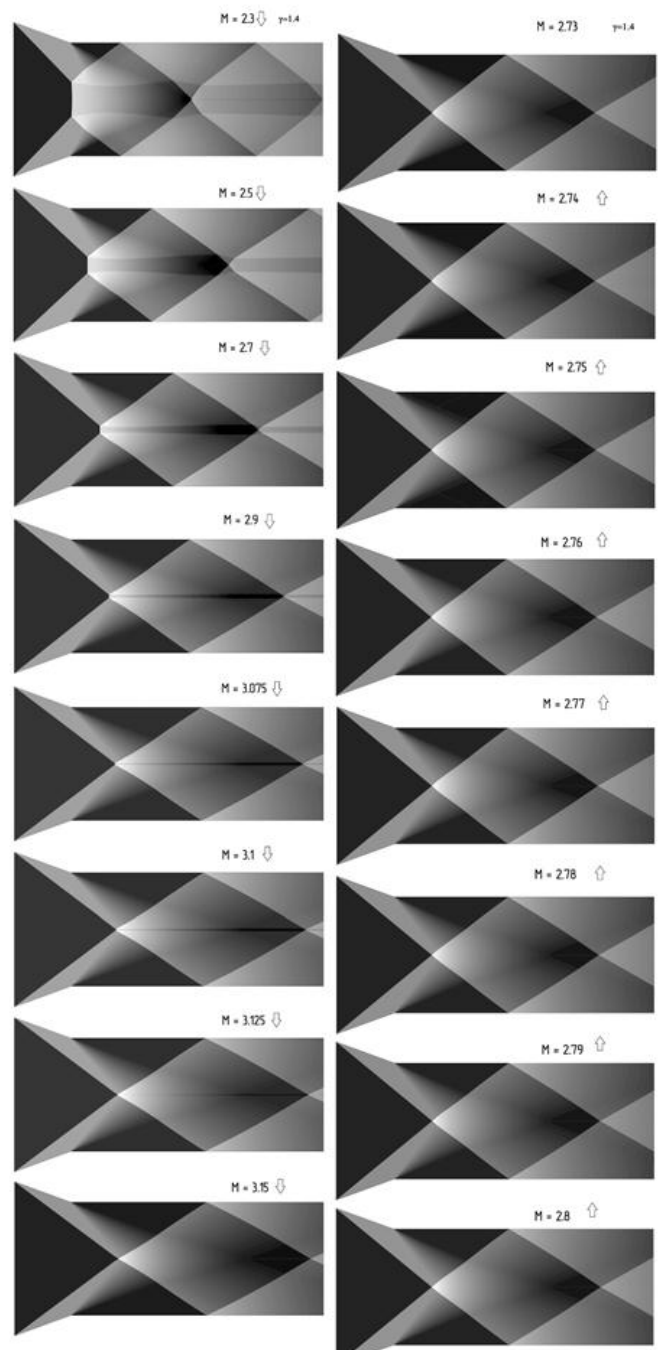 M = 2.3 ⇩ γ=1.4
M = 2.5 ⇩
M = 2.7 ⇩
M = 2.9 ⇩
M = 3.075 ⇩
M = 3.1 ⇩
M = 3.125 ⇩
M = 3.15 ⇩
M = 2.73 γ=1.4
M = 2.74 ⇧
M = 2.75 ⇧
M = 2.76 ⇧
M = 2.77 ⇧
M = 2.78 ⇧
M = 2.79 ⇧
M = 2.8 ⇧